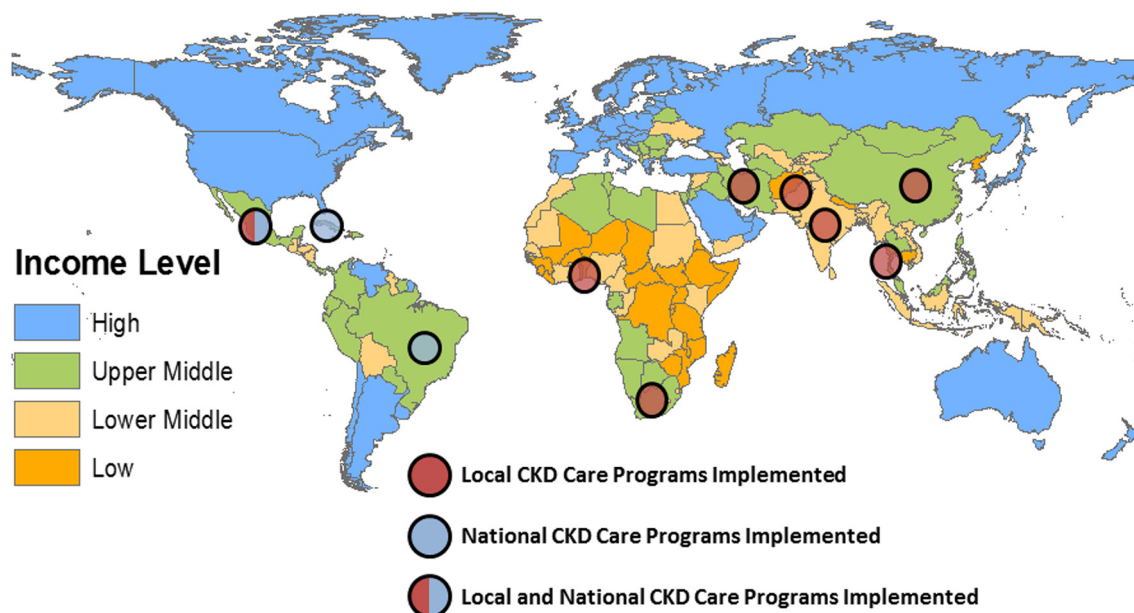 Income Level
High
Upper Middle
Lower Middle
Low
Local CKD Care Programs Implemented
National CKD Care Programs Implemented
Local and National CKD Care Programs Implemented